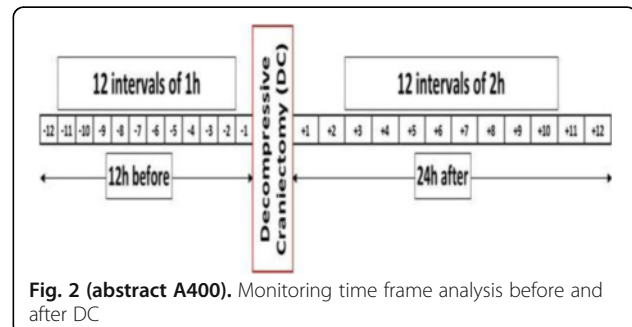 12 intervals of 1h
Decompressive
Craniectomy (DC)
12 intervals of 2h
-12 -11 -10 -9 -8 -7 -6 -5 -4 -3 -2 -1
+1 +2 +3 +4 +5 +6 +7 +8 +9 +10 +11 +12
12h before
24h after
Fig. 2 (abstract A400). Monitoring time frame analysis before and
after DC